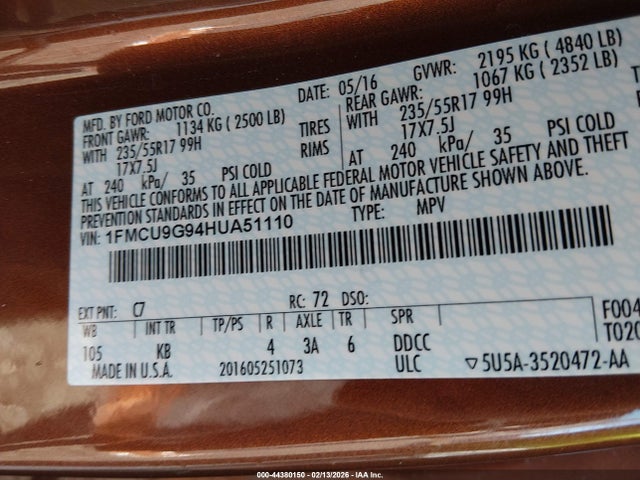 MFD. BY FORD MOTOR CO. DATE: 05/16 GVWR: 2195 KG ( 4840 LB)
FRONT GAWR: 1134 KG ( 2500 LB) REAR GAWR: 1067 KG ( 2352 LB)
WITH 235/55R17 99H TIRES WITH 235/55R17 99H
17X7.5J RIMS 17X7.5J
AT 240 kPa/ 35 PSI COLD AT 240 kPa/ 35 PSI COLD
THIS VEHICLE CONFORMS TO ALL APPLICABLE FEDERAL MOTOR VEHICLE SAFETY AND THEFT
PREVENTION STANDARDS IN EFFECT ON THE DATE OF MANUFACTURE SHOWN ABOVE.
VIN: 1FMCU9G94HUA51110 TYPE: MPV
EXT PNT: C7 RC: 72 DSO:
WB INT TR TP/PS R AXLE TR SPR
105 KB 4 3A 6 DDCC
MADE IN U.S.A. 201605251073 ULC ▽5U5A-3520472-AA
F004
T020
000-44380150 - 02/13/2026 - IAA Inc.